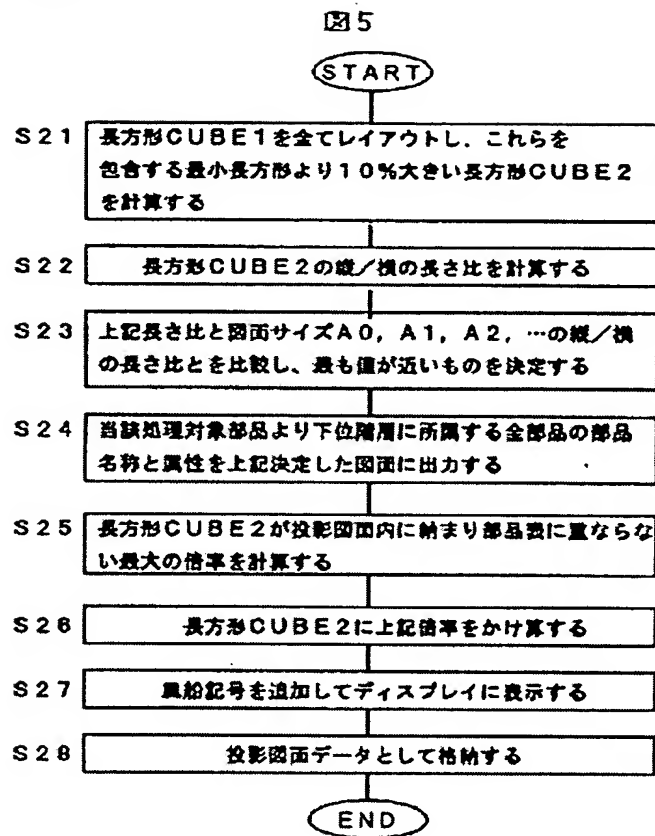 図5
START
S21 長方形CUBE1を全てレイアウトし、これらを
包含する最小長方形より10%大きい長方形CUBE2
を計算する
S22 長方形CUBE2の縦/横の長さ比を計算する
S23 上記長さ比と図面サイズA0,A1,A2,…の縦/横
の長さ比とを比較し、最も値が近いものを決定する
S24 当該処理対象部品より下位階層に所属する全部品の部品
名称と属性を上記決定した図面に出力する
S25 長方形CUBE2が投影図面内に納まり部品表に重ならな
い最大の倍率を計算する
S26 長方形CUBE2に上記倍率をかけ算する
S27 記号を追加してディスプレイに表示する
S28 投影図面データとして格納する
END